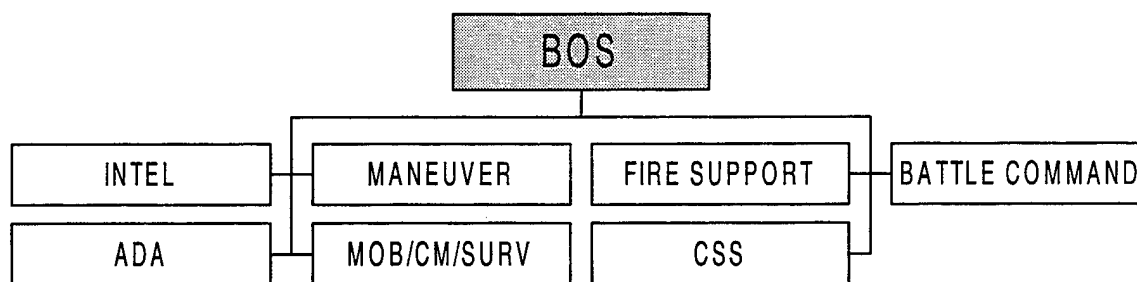 BOS
INTEL
MANEUVER
FIRE SUPPORT
BATTLE COMMAND
ADA
MOB/CM/SURV
CSS